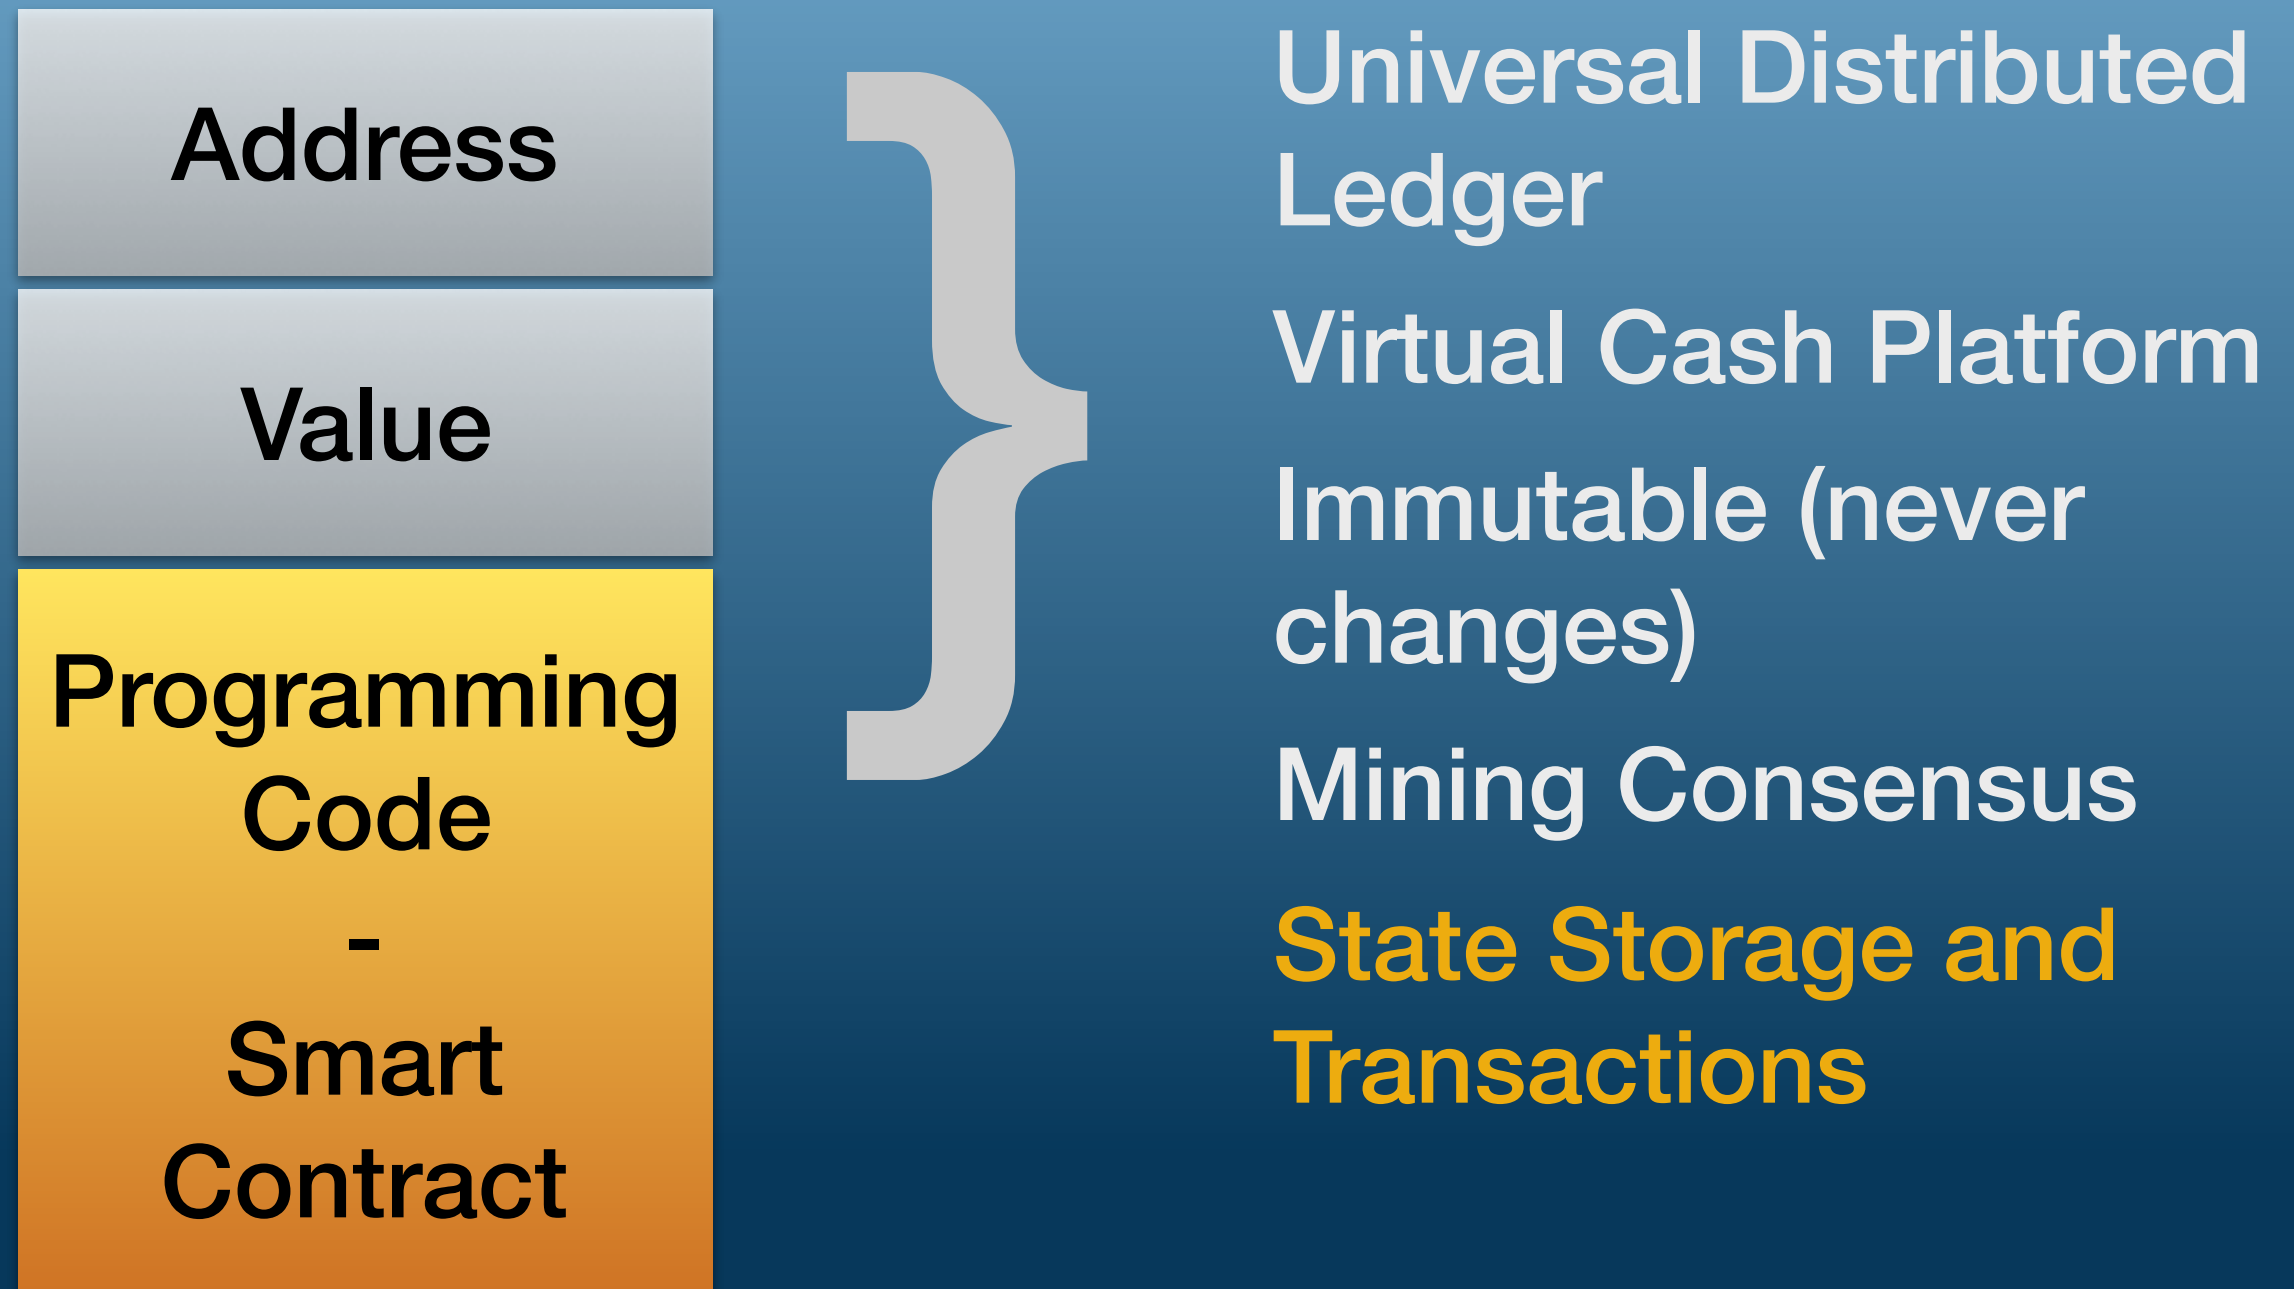 Address
Value
Programming
Code
-
Smart
Contract
}
Universal Distributed
Ledger
Virtual Cash Platform
Immutable (never
changes)
Mining Consensus
State Storage and
Transactions